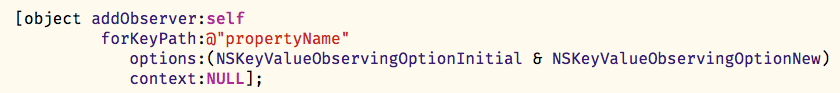 [object addObserver:self
forKeyPath:@"propertyName"
options:(NSKeyValueObservingOptionInitial & NSKeyValueObservingOptionNew)
context:NULL];